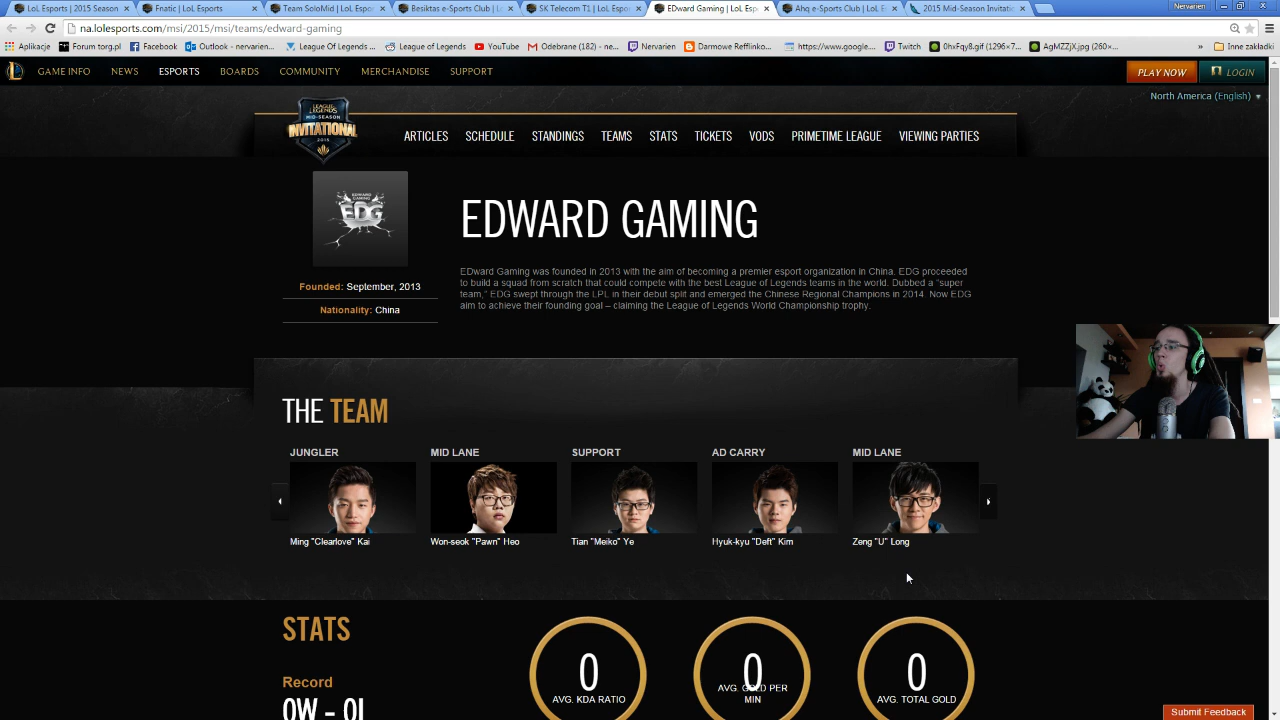 LoL Esports | 2015 Season
Fnatic | LoL Esports
Team SoloMid | LoL Esports
Besiktas e-Sports Club | L
SK Telecom T1 | LoL Espo
EDward Gaming | LoL Esp
Ahq e-Sports Club | LoL E
2015 Mid-Season Invitatio
Nervarien
na.lolesports.com/msi/2015/msi/teams/edward-gaming
Aplikacje
Forum torg.pl
Facebook
Outlook - nervarien...
League Of Legends ...
League of Legends
YouTube
Odebrane (182) - ne...
Nervarien
Darmowe Reflinko...
https://www.google...
Twitch
0hxFqy8.gif (1296×7...
AgMZZjX.jpg (260×...
»
Inne zakładki
GAME INFO
NEWS
ESPORTS
BOARDS
COMMUNITY
MERCHANDISE
SUPPORT
PLAY NOW
LOGIN
North America (English)
LEAGUE
LEGENDS
MID-SEASON
INVITATIONAL
2015
ARTICLES
SCHEDULE
STANDINGS
TEAMS
STATS
TICKETS
VODS
PRIMETIME LEAGUE
VIEWING PARTIES
EDWARD
GAMING
EDG
EDWARD GAMING
EDward Gaming was founded in 2013 with the aim of becoming a premier esport organization in China. EDG proceeded
to build a squad from scratch that could compete with the best League of Legends teams in the world. Dubbed a "super
team," EDG swept through the LPL in their debut split and emerged the Chinese Regional Champions in 2014. Now EDG
aim to achieve their founding goal – claiming the League of Legends World Championship trophy.
Founded: September, 2013
Nationality: China
THE TEAM
JUNGLER
MID LANE
SUPPORT
AD CARRY
MID LANE
Ming "Clearlove" Kai
Won-seok "Pawn" Heo
Tian "Meiko" Ye
Hyuk-kyu "Deft" Kim
Zeng "U" Long
STATS
Record
0W – 0L
0
AVG. KDA RATIO
0
AVG. GOLD PER
MIN
0
AVG. TOTAL GOLD
Submit Feedback